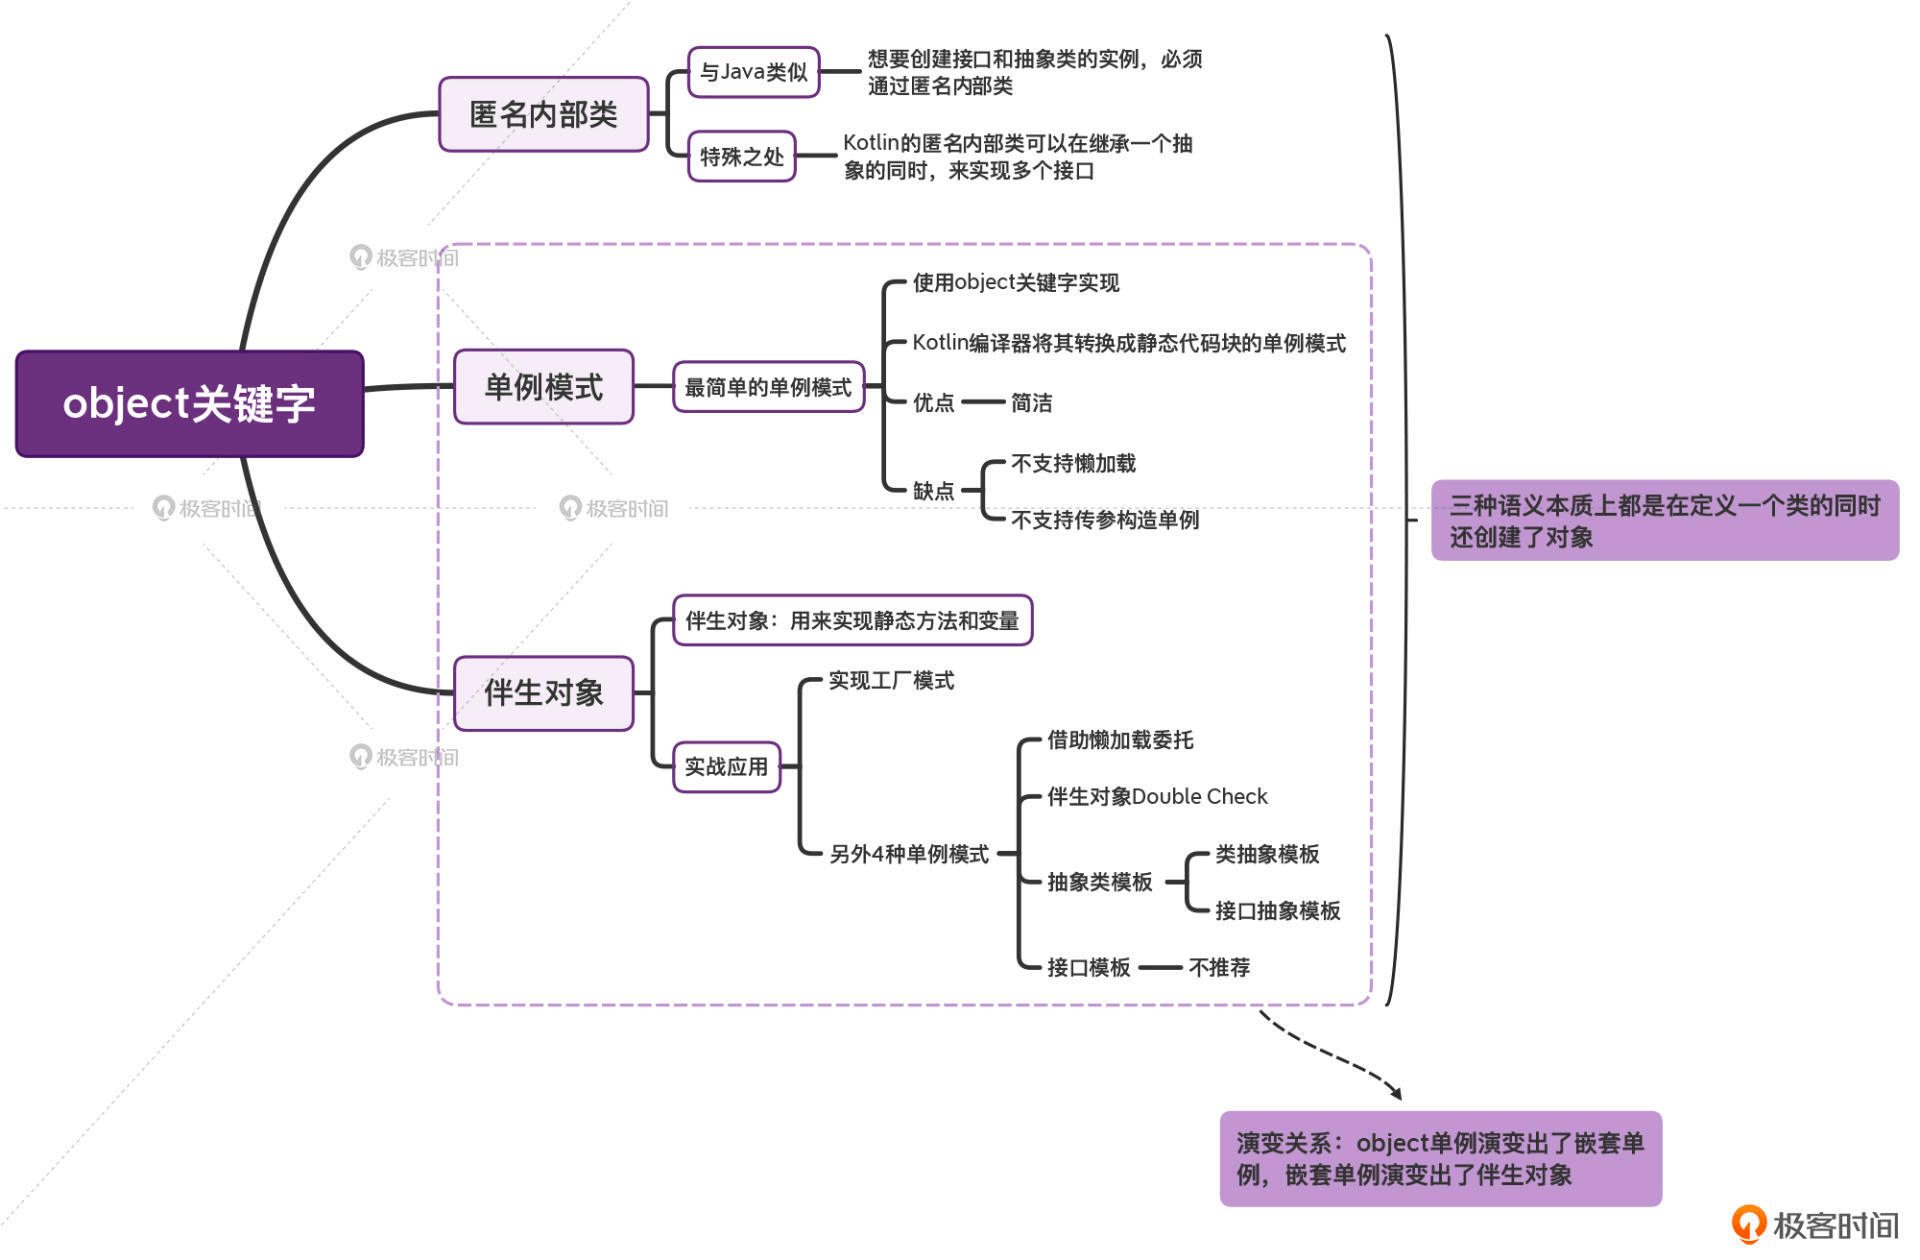 object关键字
匿名内部类
与Java类似
想要创建接口和抽象类的实例，必须
通过匿名内部类
特殊之处
Kotlin的匿名内部类可以在继承一个抽
象的同时，来实现多个接口
单例模式
最简单的单例模式
使用object关键字实现
Kotlin编译器将其转换成静态代码块的单例模式
优点
简洁
缺点
不支持懒加载
不支持传参构造单例
伴生对象
伴生对象：用来实现静态方法和变量
实战应用
实现工厂模式
另外4种单例模式
借助懒加载委托
伴生对象Double Check
抽象类模板
类抽象模板
接口抽象模板
接口模板
不推荐
三种语义本质上都是在定义一个类的同时
还创建了对象
演变关系：object单例演变出了嵌套单
例，嵌套单例演变出了伴生对象
极客时间
极客时间
极客时间
极客时间
极客时间